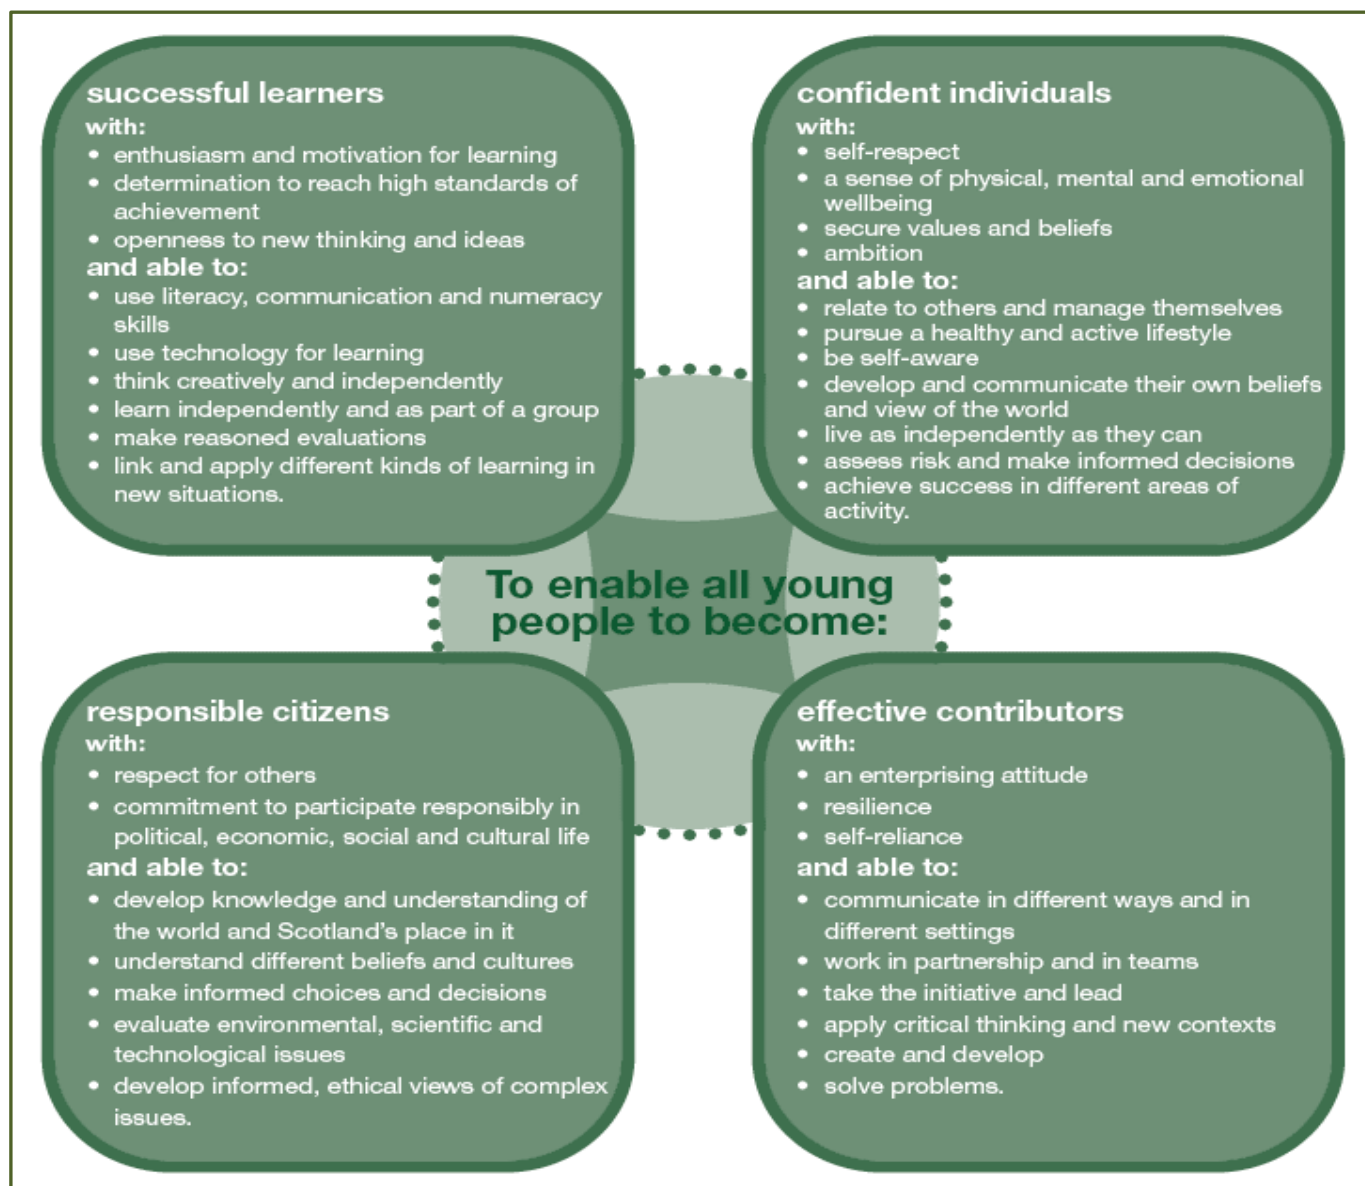 successful learners
with:
• enthusiasm and motivation for learning
• determination to reach high standards of
achievement
• openness to new thinking and ideas
and able to:
• use literacy, communication and numeracy
skills
• use technology for learning
• think creatively and independently
• learn independently and as part of a group
• make reasoned evaluations
• link and apply different kinds of learning in
new situations.
confident individuals
with:
• self-respect
• a sense of physical, mental and emotional
wellbeing
• secure values and beliefs
• ambition
and able to:
• relate to others and manage themselves
• pursue a healthy and active lifestyle
• be self-aware
• develop and communicate their own beliefs
and view of the world
• live as independently as they can
• assess risk and make informed decisions
• achieve success in different areas of
activity.
To enable all young
people to become:
responsible citizens
with:
• respect for others
• commitment to participate responsibly in
political, economic, social and cultural life
and able to:
• develop knowledge and understanding of
the world and Scotland's place in it
• understand different beliefs and cultures
• make informed choices and decisions
• evaluate environmental, scientific and
technological issues
• develop informed, ethical views of complex
issues.
effective contributors
with:
• an enterprising attitude
• resilience
• self-reliance
and able to:
• communicate in different ways and in
different settings
• work in partnership and in teams
• take the initiative and lead
• apply critical thinking and new contexts
• create and develop
• solve problems.